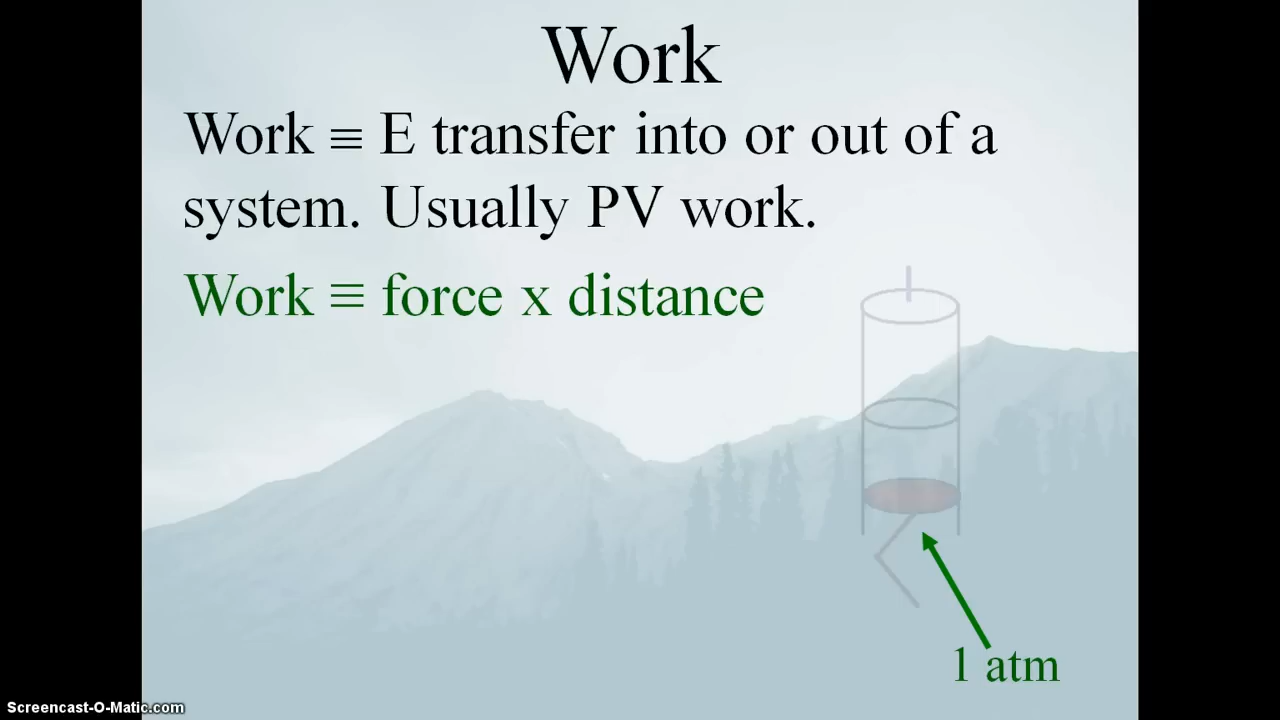 Work
Work ≡ E transfer into or out of a
system. Usually PV work.
Work ≡ force x distance
1 atm
Screencast-O-Matic.com